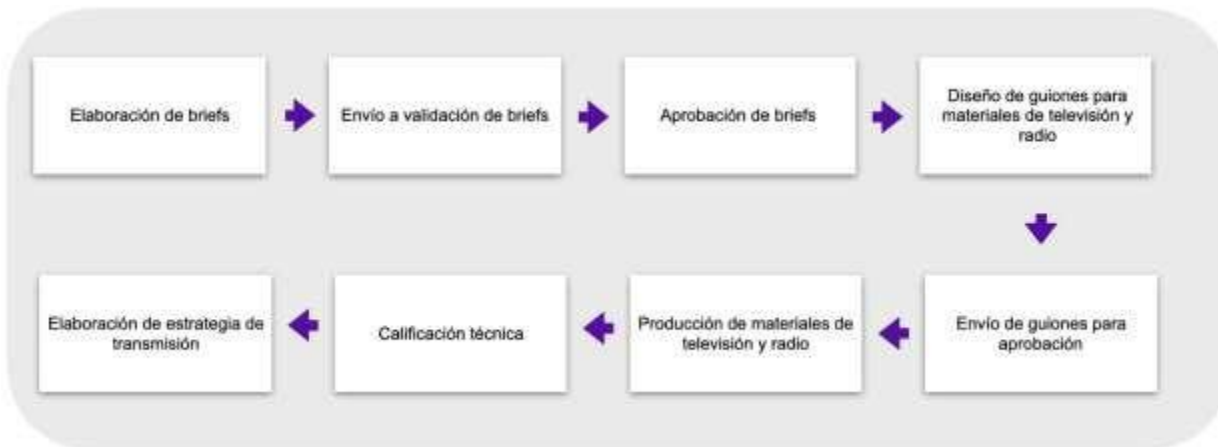 Elaboración de briefs
Envío a validación de briefs
Aprobación de briefs
Diseño de guiones para
materiales de televisión y
radio
Envío de guiones para
aprobación
Producción de materiales de
televisión y radio
Calificación técnica
Elaboración de estrategia de
transmisión